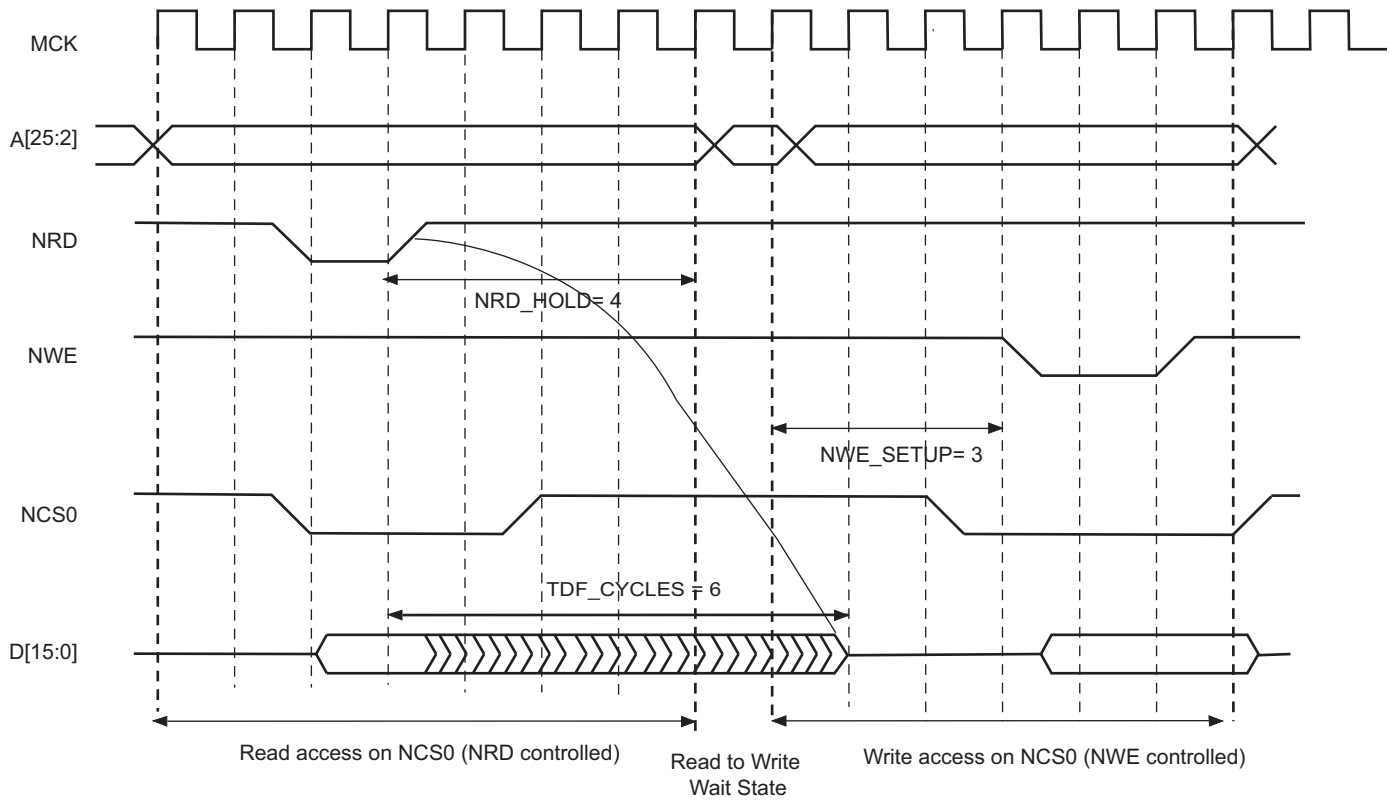 MCK
A[25:2]
NRD
NRD_HOLD= 4
NWE
NWE_SETUP= 3
NCS0
TDF_CYCLES = 6
D[15:0]
Read access on NCS0 (NRD controlled)
Read to Write
Wait State
Write access on NCS0 (NWE controlled)